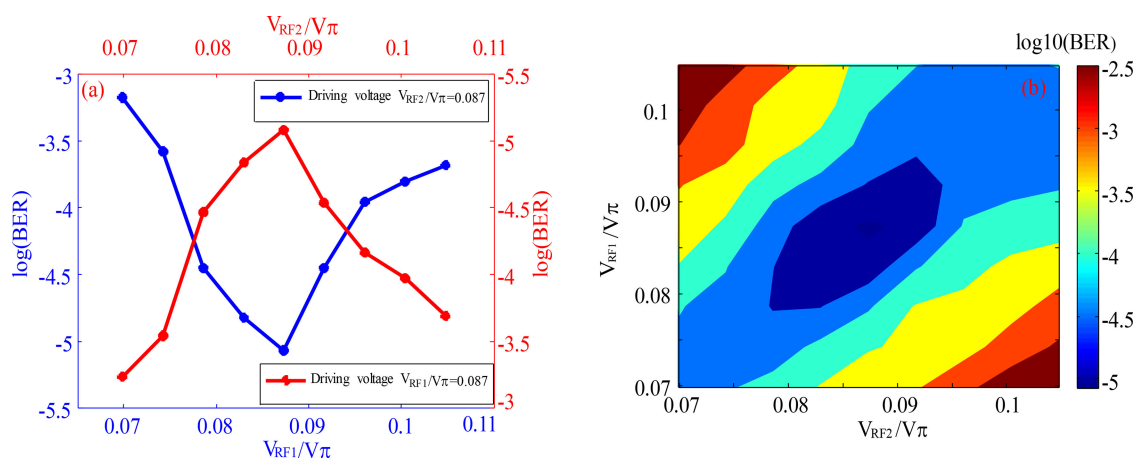 V_RF2/Vπ
0.07 0.08 0.09 0.1 0.11
-3
-3.5
-4
-4.5
-5
-5.5
log(BER)
(a)
Driving voltage V_RF2/Vπ=0.087
Driving voltage V_RF1/Vπ=0.087
-5.5
-5
-4.5
-4
-3.5
-3
log(BER)
0.07 0.08 0.09 0.1 0.11
V_RF1/Vπ
log10(BER)
(b)
0.1
0.09
0.08
0.07
V_RF1/Vπ
0.07 0.08 0.09 0.1
V_RF2/Vπ
-2.5
-3
-3.5
-4
-4.5
-5